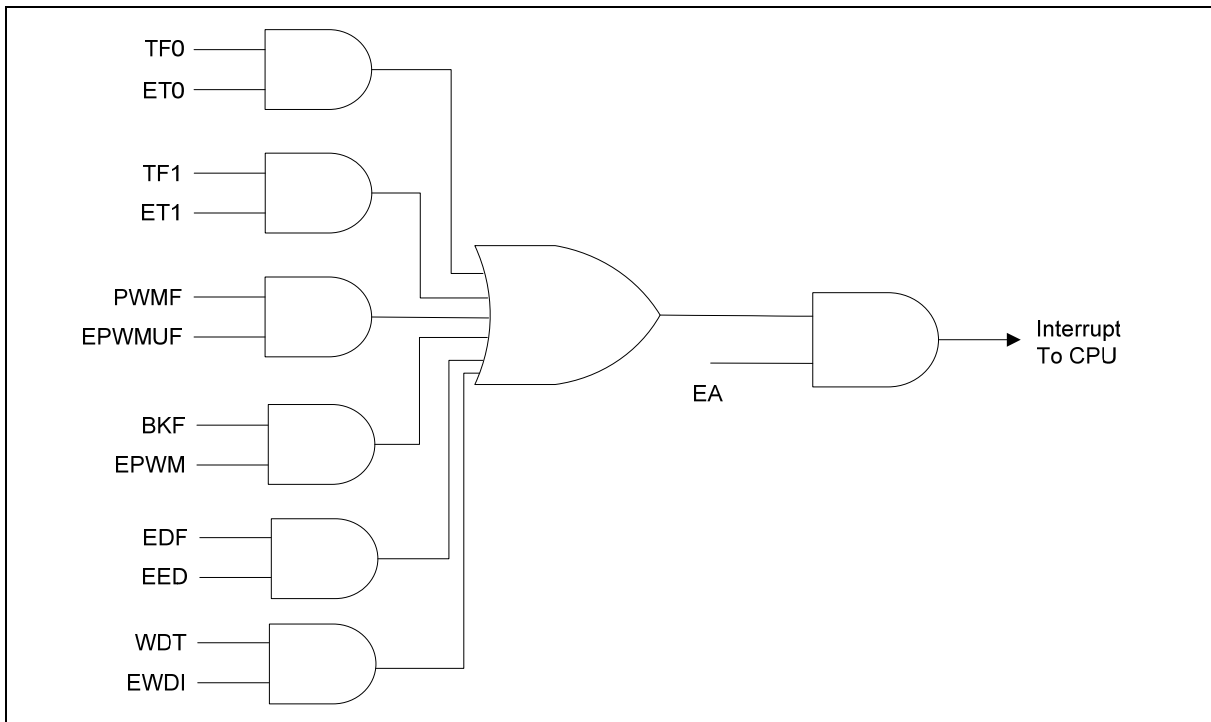 TF0
ET0
TF1
ET1
PWMF
EPWMUF
BKF
EPWM
EDF
EED
WDT
EWDI
EA
Interrupt
To CPU